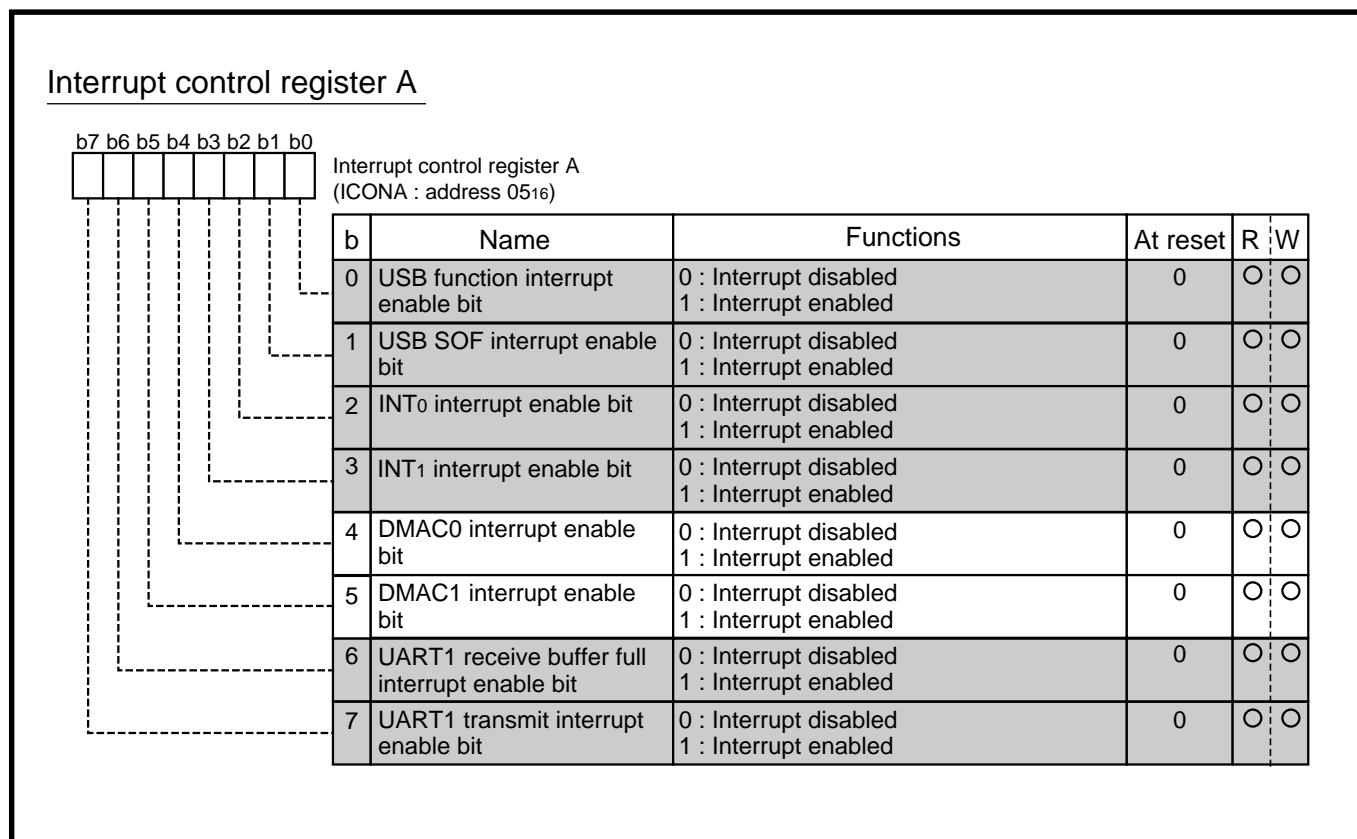 Interrupt control register A
b7 b6 b5 b4 b3 b2 b1 b0
Interrupt control register A
(ICONA : address 0516)
b Name Functions At reset R W
0 USB function interrupt 0 : Interrupt disabled 0 O O
enable bit 1 : Interrupt enabled
1 USB SOF interrupt enable 0 : Interrupt disabled 0 O O
bit 1 : Interrupt enabled
2 INT0 interrupt enable bit 0 : Interrupt disabled 0 O O
1 : Interrupt enabled
3 INT1 interrupt enable bit 0 : Interrupt disabled 0 O O
1 : Interrupt enabled
4 DMAC0 interrupt enable 0 : Interrupt disabled 0 O O
bit 1 : Interrupt enabled
5 DMAC1 interrupt enable 0 : Interrupt disabled 0 O O
bit 1 : Interrupt enabled
6 UART1 receive buffer full 0 : Interrupt disabled 0 O O
interrupt enable bit 1 : Interrupt enabled
7 UART1 transmit interrupt 0 : Interrupt disabled 0 O O
enable bit 1 : Interrupt enabled